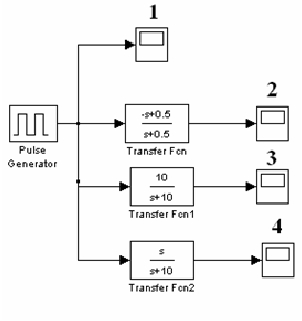 1
2
-s+0.5
s+0.5
Transfer Fcn
Pulse
Generator
3
10
s+10
Transfer Fcn1
4
s
s+10
Transfer Fcn2